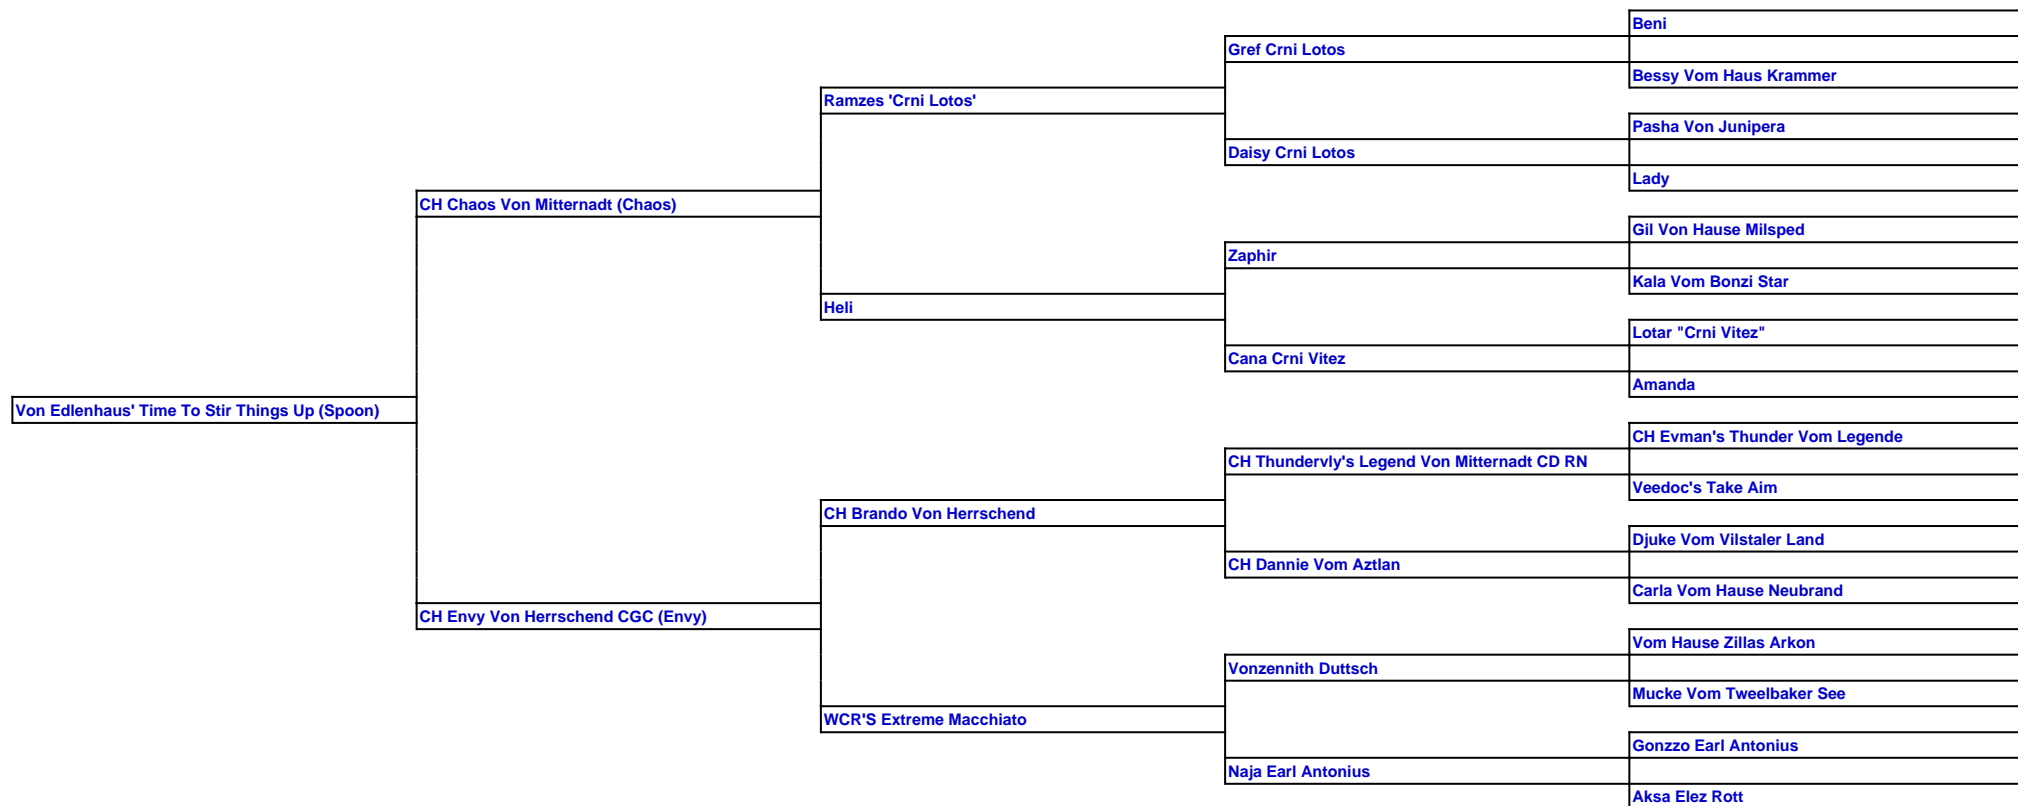 Beni
Gref Crni Lotos
Bessy Vom Haus Krammer
Ramzes 'Crni Lotos'
Pasha Von Junipera
Daisy Crni Lotos
Lady
CH Chaos Von Mitternadt (Chaos)
Gil Von Hause Milsped
Zaphir
Kala Vom Bonzi Star
Heli
Lotar "Crni Vitez"
Cana Crni Vitez
Amanda
Von Edlenhaus' Time To Stir Things Up (Spoon)
CH Evman's Thunder Vom Legende
CH Thundervly's Legend Von Mitternadt CD RN
Veedoc's Take Aim
CH Brando Von Herrschend
Djuke Vom Vilstaler Land
CH Dannie Vom Aztlan
Carla Vom Hause Neubrand
CH Envy Von Herrschend CGC (Envy)
Vom Hause Zillas Arkon
Vonzennith Duttsch
Mucke Vom Tweelbaker See
WCR'S Extreme Macchiato
Gonzzo Earl Antonius
Naja Earl Antonius
Aksa Elez Rott